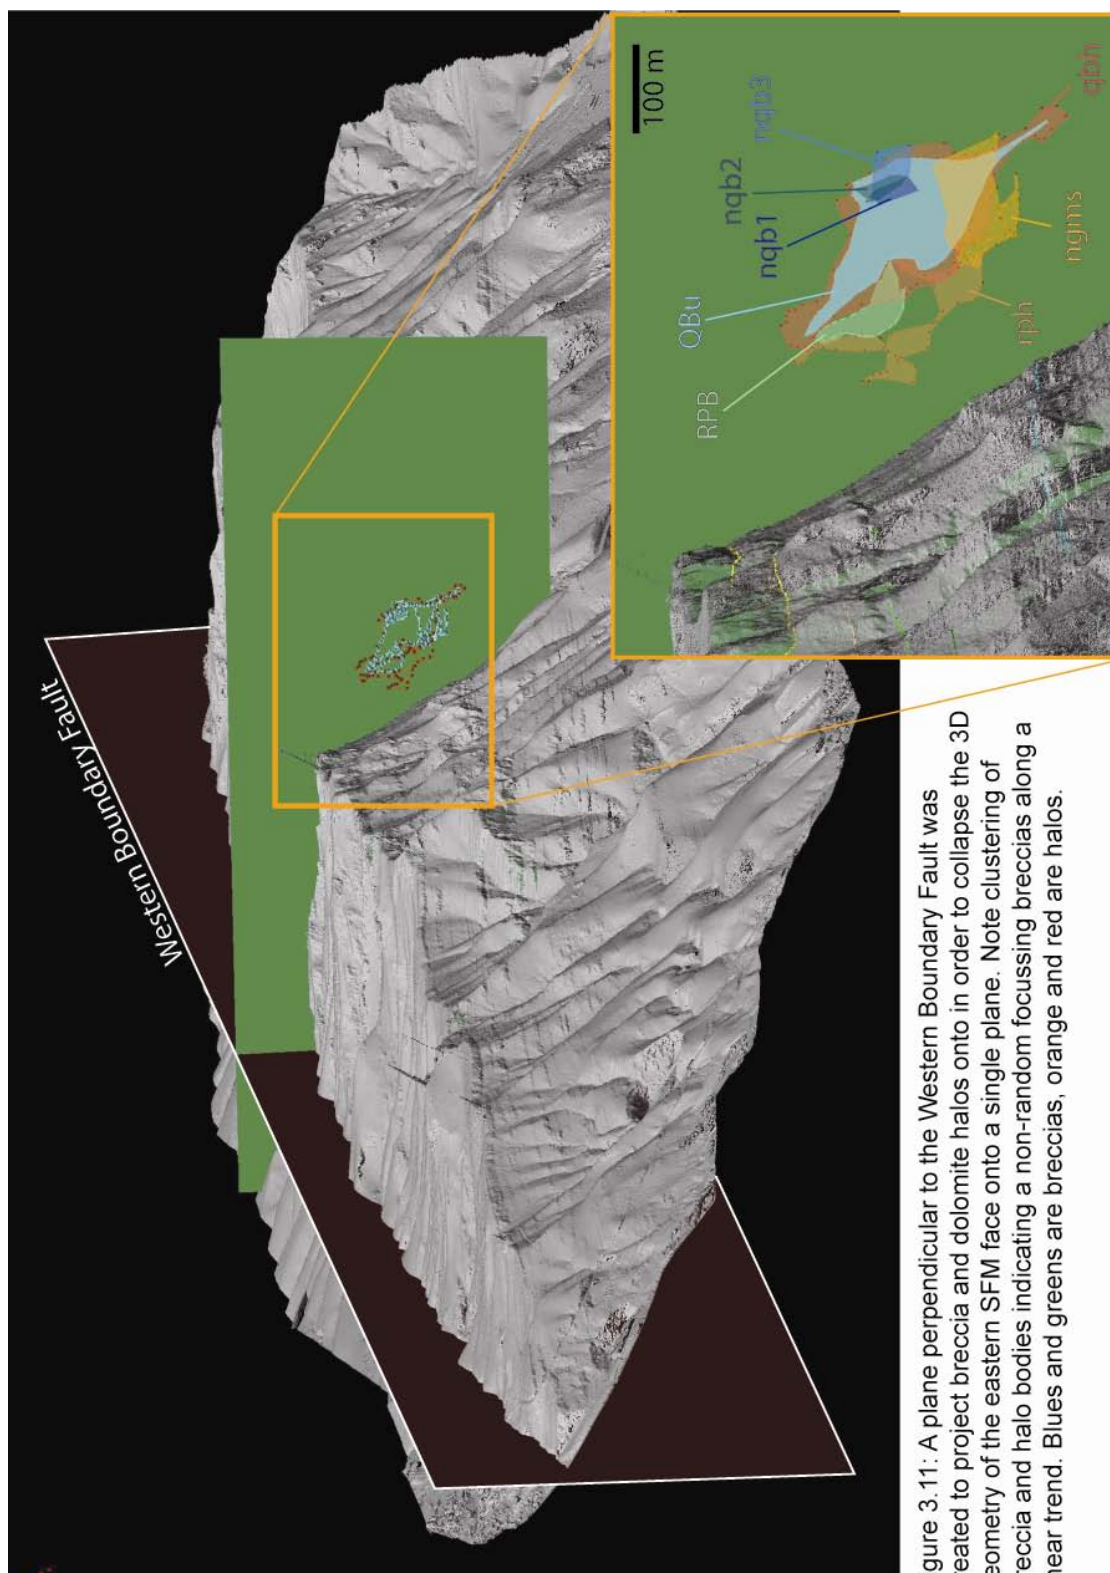 Western Boundary Fault
100 m
nqb3
nqb2
nqb1
QBu
RPB
qbh
ngms
rph
gure 3.11: A plane perpendicular to the Western Boundary Fault was
eated to project breccia and dolomite halos onto in order to collapse the 3D
eometry of the eastern SFM face onto a single plane. Note clustering of
reccia and halo bodies indicating a non-random focussing breccias along a
near trend. Blues and greens are breccias, orange and red are halos.